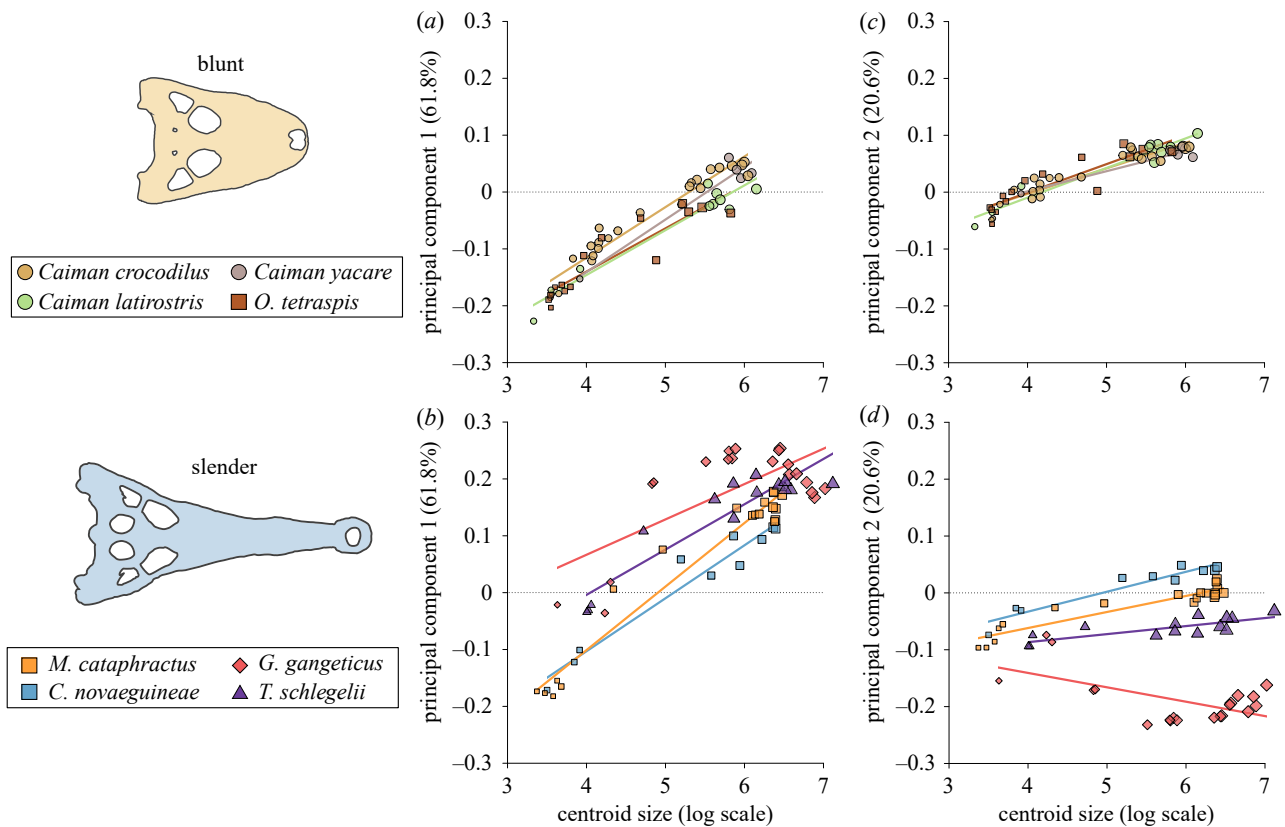 blunt
Caiman crocodilus
Caiman yacare
Caiman latirostris
O. tetraspis
(a)
principal component 1 (61.8%)
0.3
0.2
0.1
0
–0.1
–0.2
–0.3
3 4 5 6 7
(c)
principal component 2 (20.6%)
0.3
0.2
0.1
0
–0.1
–0.2
–0.3
3 4 5 6 7
slender
M. cataphractus
G. gangeticus
C. novaeguineae
T. schlegelii
(b)
principal component 1 (61.8%)
0.3
0.2
0.1
0
–0.1
–0.2
–0.3
3 4 5 6 7
centroid size (log scale)
(d)
principal component 2 (20.6%)
0.3
0.2
0.1
0
–0.1
–0.2
–0.3
3 4 5 6 7
centroid size (log scale)